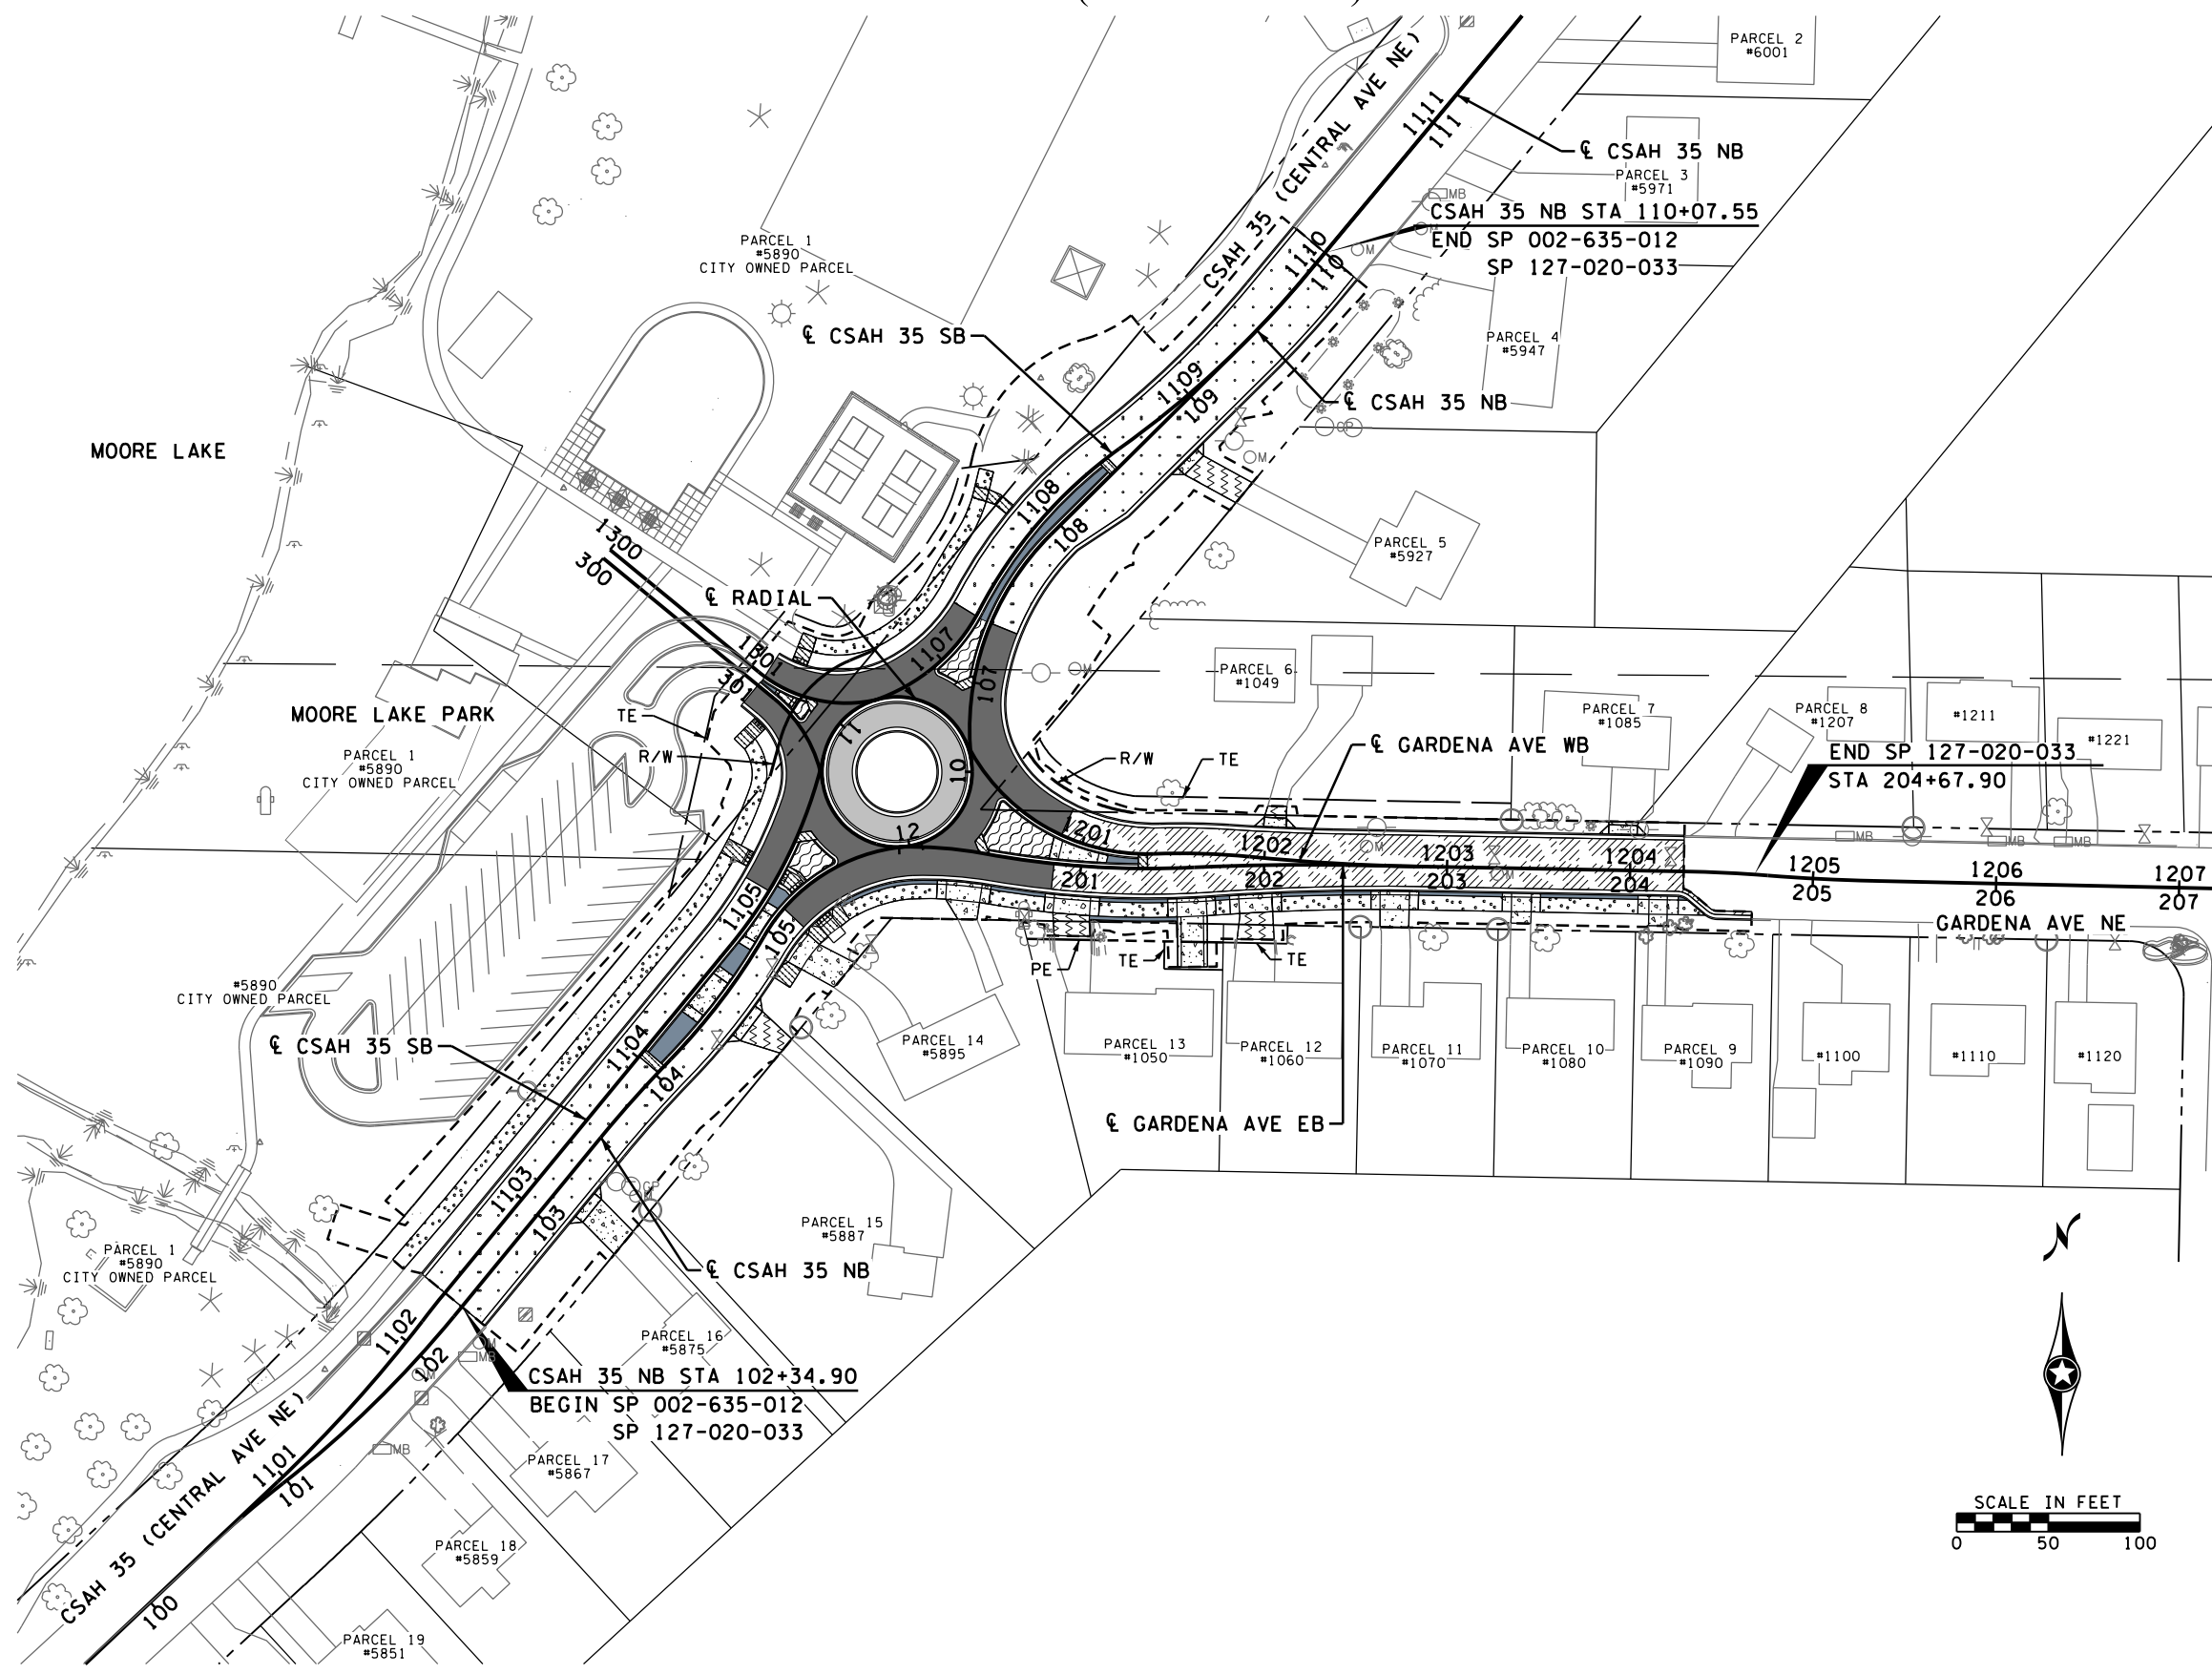 PARCEL 2
#6001
CSAH 35 (CENTRAL AVE NE)
1111
111
℄ CSAH 35 NB
PARCEL 3
#5971
MB
CSAH 35 NB STA 110+07.55
END SP 002-635-012
SP 127-020-033
M
M
1110
110
PARCEL 1
#5890
CITY OWNED PARCEL
℄ CSAH 35 SB
PARCEL 4
#5947
1109
109
℄ CSAH 35 NB
GP
M
MOORE LAKE
1108
108
PARCEL 5
#5927
1300
300
℄ RADIAL
1107
107
M
PARCEL 6
#1049
1301
301
MOORE LAKE PARK
TE
R/W
PARCEL 1
#5890
CITY OWNED PARCEL
11
10
12
℄ GARDENA AVE WB
R/W
TE
PARCEL 7
#1085
PARCEL 8
#1207
#1211
#1221
END SP 127-020-033
STA 204+67.90
MB
MB
MB
M
M
1201
201
1202
202
1203
203
1204
204
1205
205
1206
206
1207
207
GARDENA AVE NE
1105
105
PE
TE
TE
#5890
CITY OWNED PARCEL
℄ CSAH 35 SB
1104
104
PARCEL 14
#5895
PARCEL 13
#1050
PARCEL 12
#1060
PARCEL 11
#1070
PARCEL 10
#1080
PARCEL 9
#1090
#1100
#1110
#1120
℄ GARDENA AVE EB
1103
103
GP
PARCEL 15
#5887
PARCEL 1
#5890
CITY OWNED PARCEL
℄ CSAH 35 NB
N
1102
102
M
MB
M
PARCEL 16
#5875
CSAH 35 NB STA 102+34.90
BEGIN SP 002-635-012
SP 127-020-033
MB
PARCEL 17
#5867
1101
101
CSAH 35 (CENTRAL AVE NE)
PARCEL 18
#5859
100
PARCEL 19
#5851
SCALE IN FEET
0 50 100